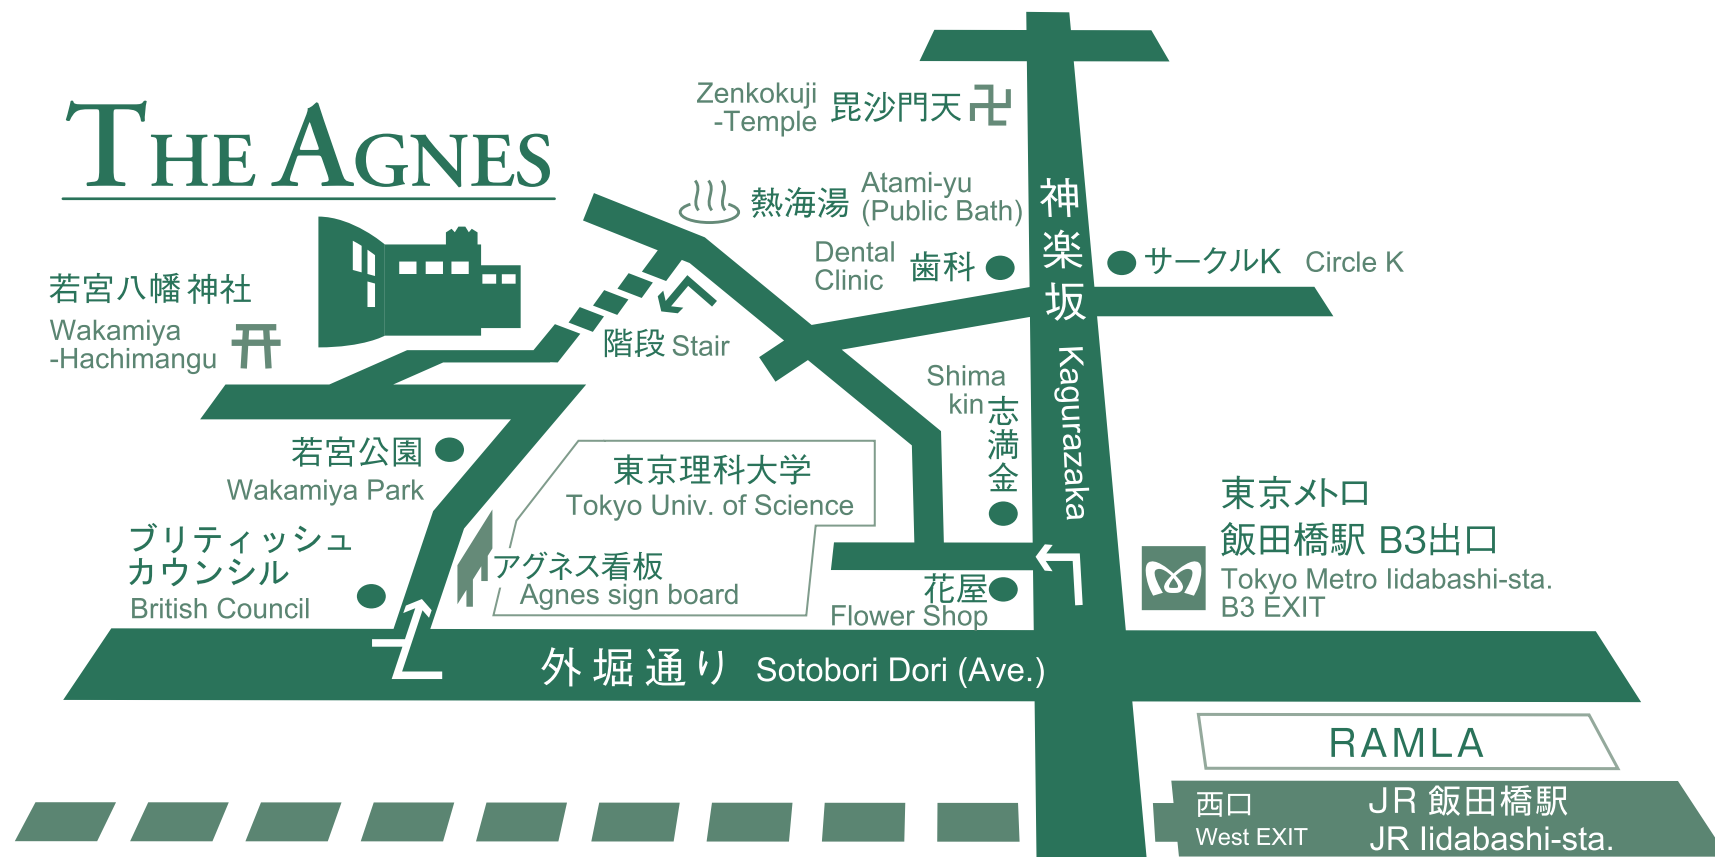 THE AGNES
Zenkokuji
-Temple
毘沙門天
熱海湯
Atami-yu
(Public Bath)
Dental
Clinic
歯科
サークルK
Circle K
神楽坂 Kagurazaka
若宮八幡神社
Wakamiya
-Hachimangu
階段 Stair
Shima
kin
志満金
若宮公園
Wakamiya Park
東京理科大学
Tokyo Univ. of Science
ブリティッシュ
カウンシル
British Council
アグネス看板
Agnes sign board
花屋
Flower Shop
東京メトロ
飯田橋駅 B3出口
Tokyo Metro Iidabashi-sta.
B3 EXIT
外堀通り Sotobori Dori (Ave.)
RAMLA
西口
West EXIT
JR 飯田橋駅
JR Iidabashi-sta.